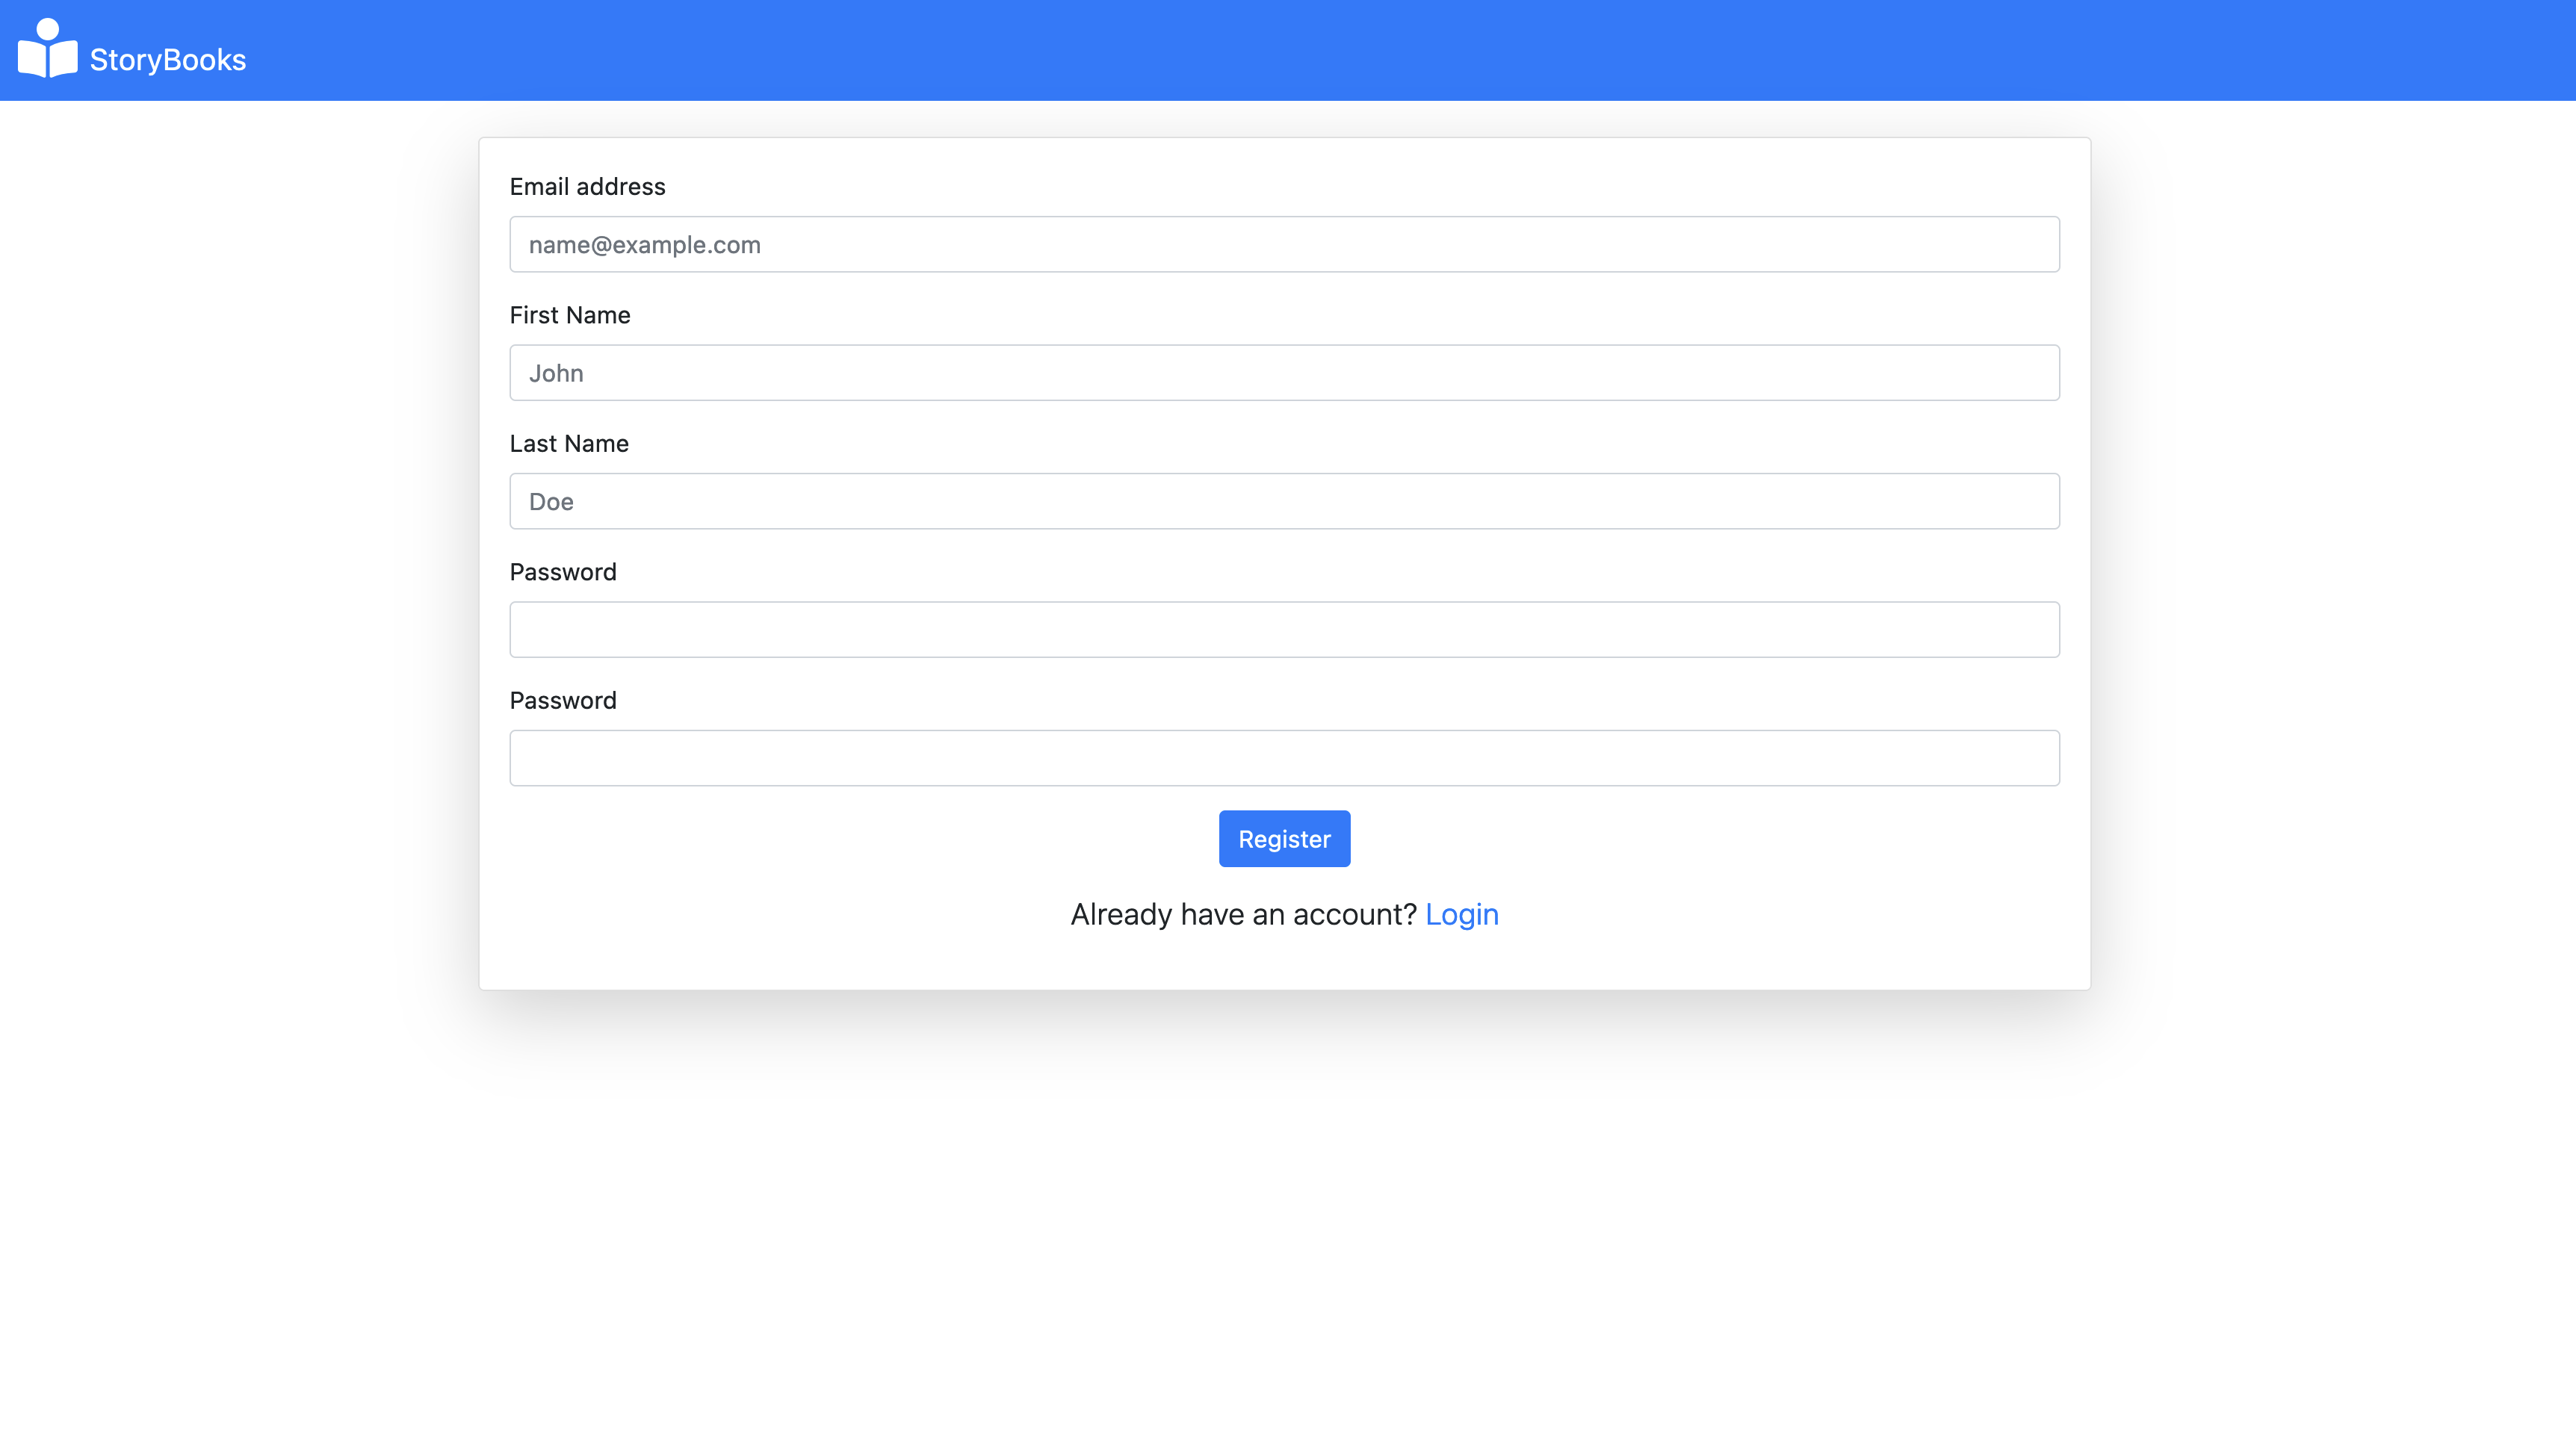 StoryBooks
Email address
name@example.com
First Name
John
Last Name
Doe
Password
Password
Register
Already have an account? Login